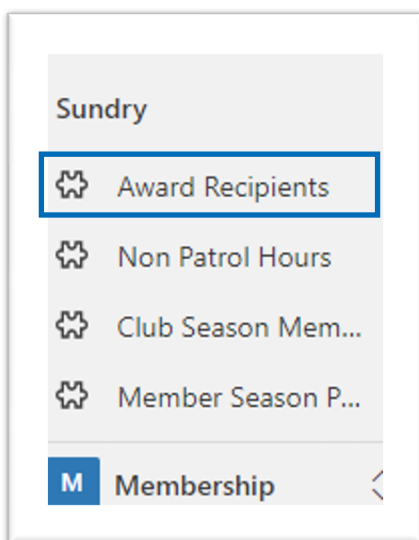 Sundry
Award Recipients
Non Patrol Hours
Club Season Mem...
Member Season P...
M Membership